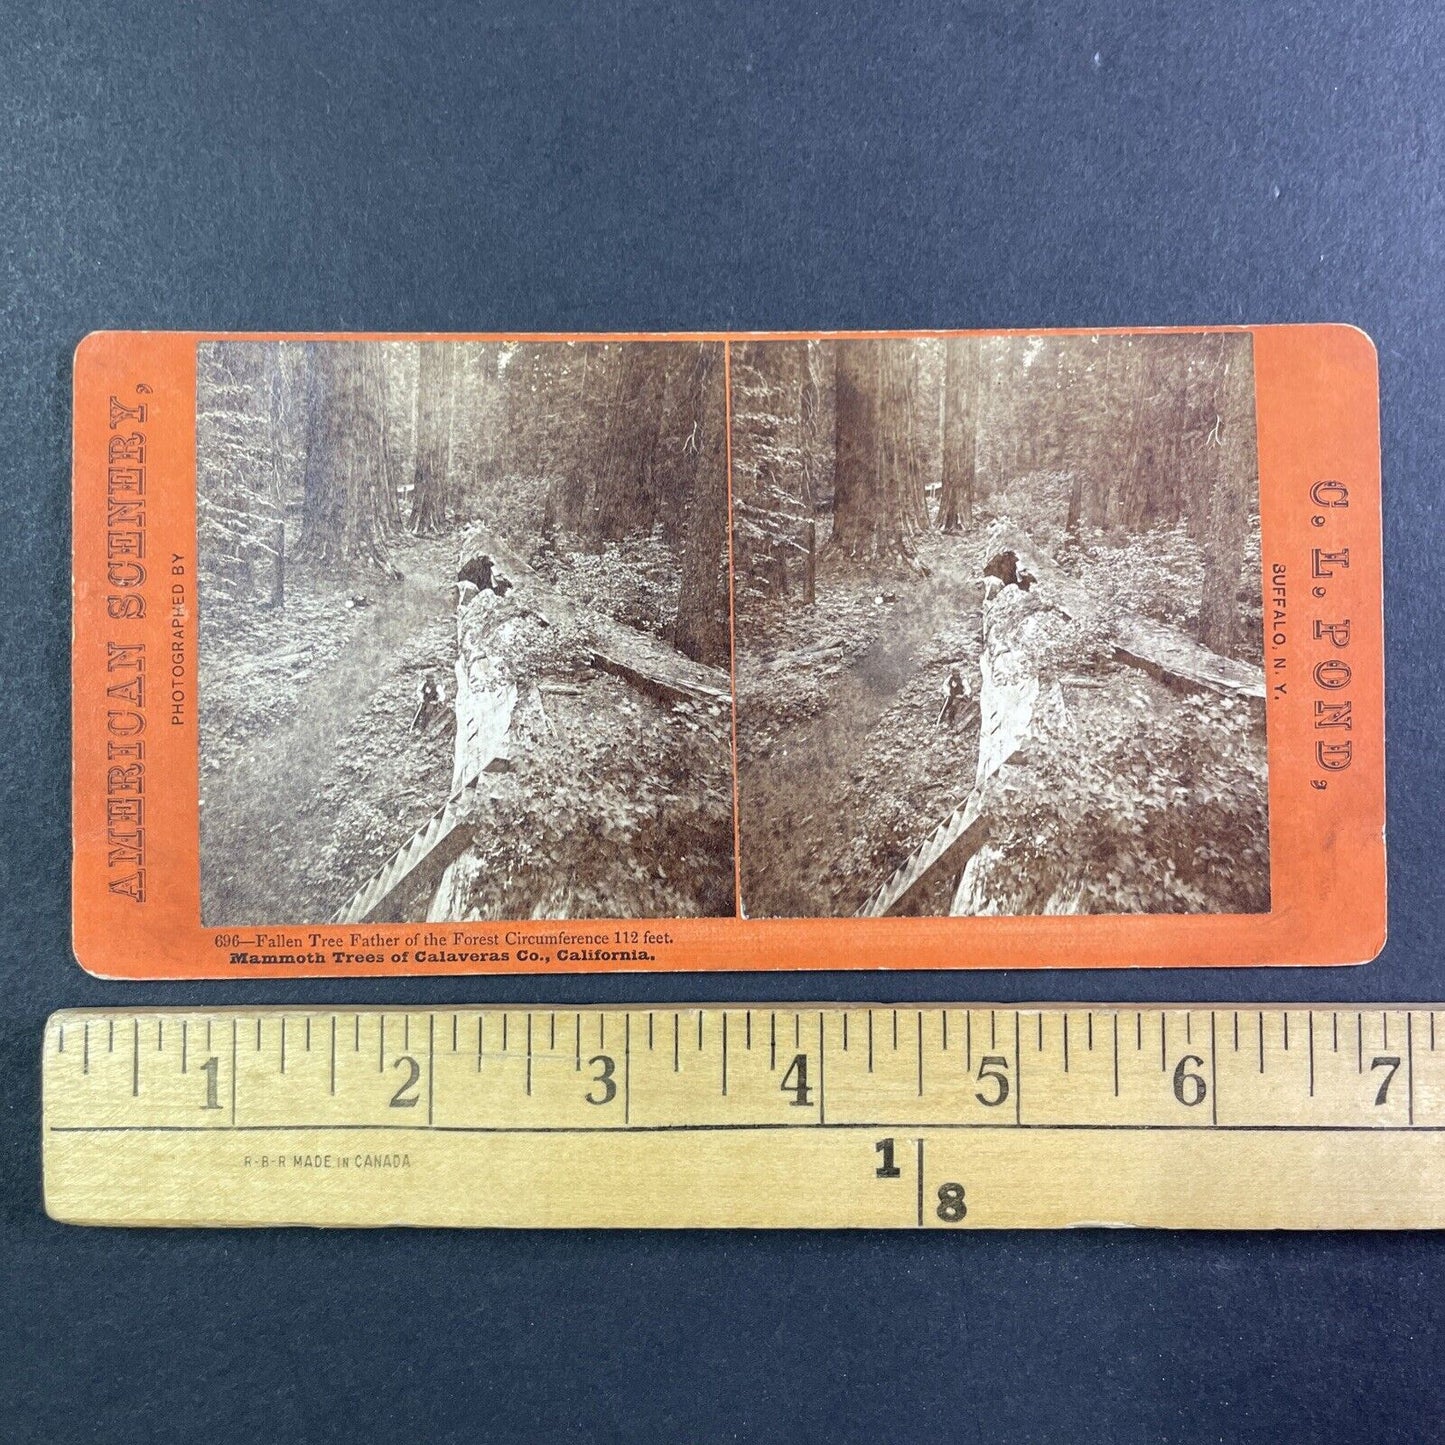 AMERICAN SCENERY,
PHOTOGRAPHED BY
C. L. POND,
BUFFALO, N. Y.
696—Fallen Tree Father of the Forest Circumference 112 feet.
Mammoth Trees of Calaveras Co., California.
1 2 3 4 5 6 7
R-B-R MADE IN CANADA
1
8